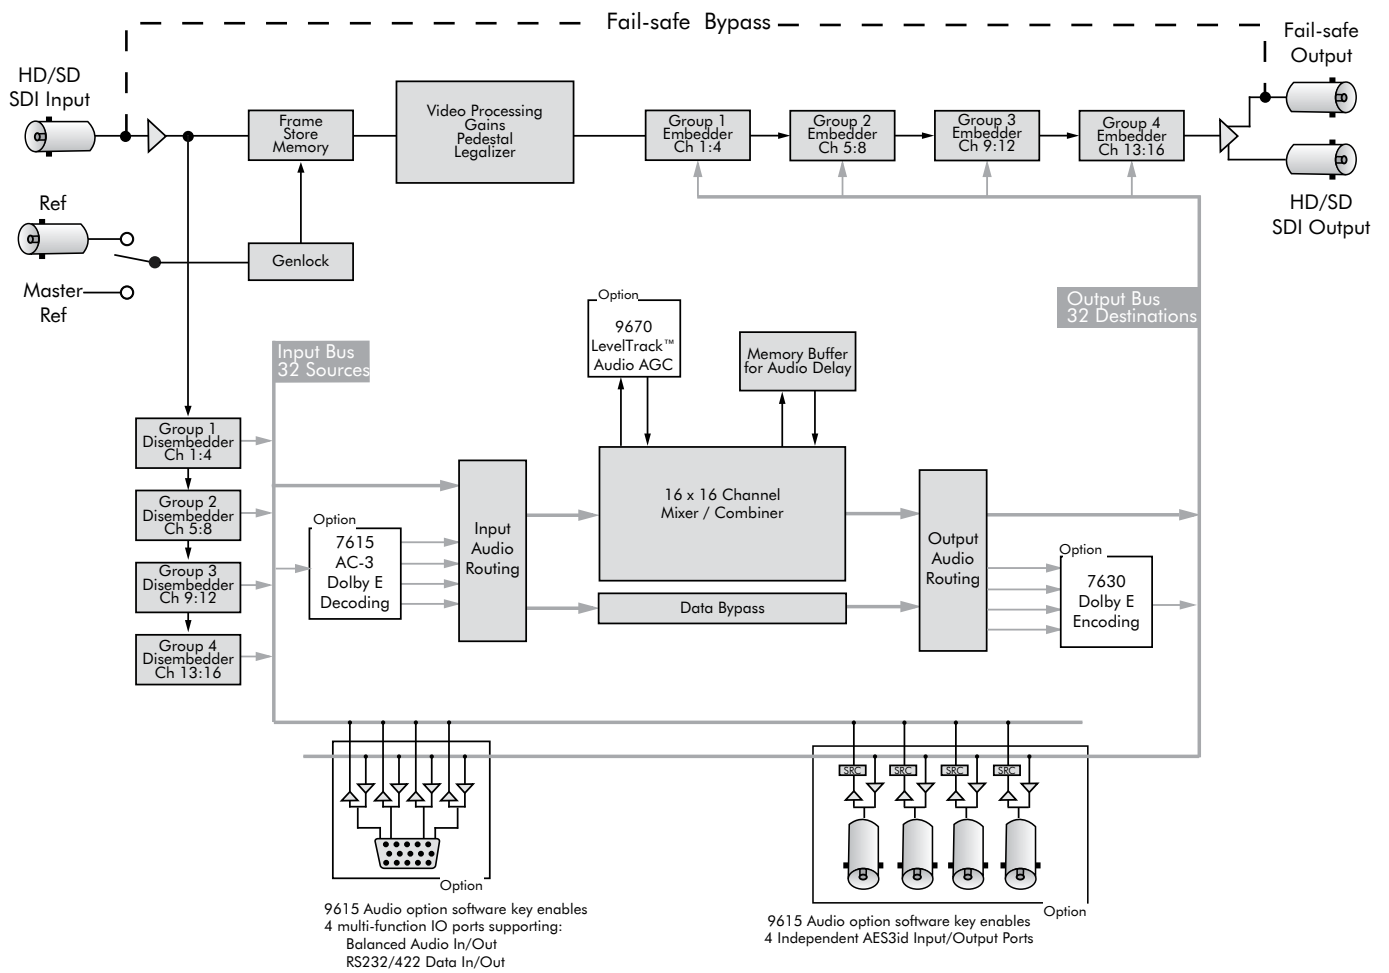 Fail-safe Bypass
Fail-safe
Output
HD/SD
SDI Input
Frame
Store
Memory
Video Processing
Gains
Pedestal
Legalizer
Group 1
Embedder
Ch 1:4
Group 2
Embedder
Ch 5:8
Group 3
Embedder
Ch 9:12
Group 4
Embedder
Ch 13:16
HD/SD
SDI Output
Ref
Genlock
Master
Ref
Output Bus
32 Destinations
Option
9670
LevelTrack™
Audio AGC
Memory Buffer
for Audio Delay
Input Bus
32 Sources
Group 1
Disembedder
Ch 1:4
Group 2
Disembedder
Ch 5:8
Group 3
Disembedder
Ch 9:12
Group 4
Disembedder
Ch 13:16
Option
7615
AC-3
Dolby E
Decoding
Input
Audio
Routing
16 x 16 Channel
Mixer / Combiner
Data Bypass
Output
Audio
Routing
Option
7630
Dolby E
Encoding
SRC
SRC
SRC
SRC
Option
9615 Audio option software key enables
4 multi-function IO ports supporting:
Balanced Audio In/Out
RS232/422 Data In/Out
Option
9615 Audio option software key enables
4 Independent AES3id Input/Output Ports